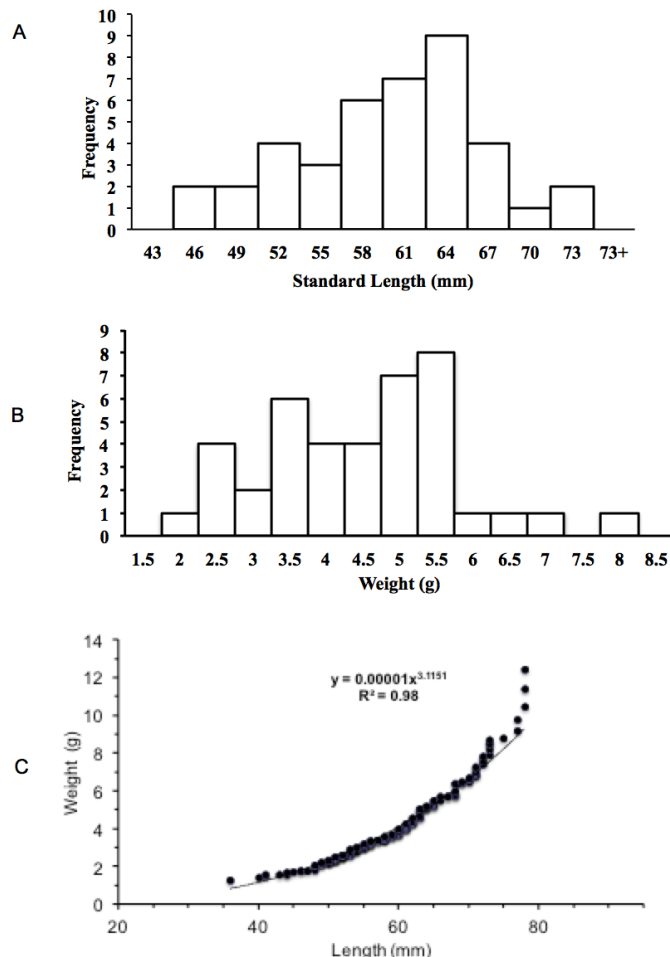 A
10
9
8
7
6
5
4
3
2
1
0
Frequency
43 46 49 52 55 58 61 64 67 70 73 73+
Standard Length (mm)
B
9
8
7
6
5
4
3
2
1
0
Frequency
1.5 2 2.5 3 3.5 4 4.5 5 5.5 6 6.5 7 7.5 8 8.5
Weight (g)
C
14
12
10
8
6
4
2
0
Weight (g)
y = 0.00001x^3.1151
R² = 0.98
20 40 60 80
Length (mm)